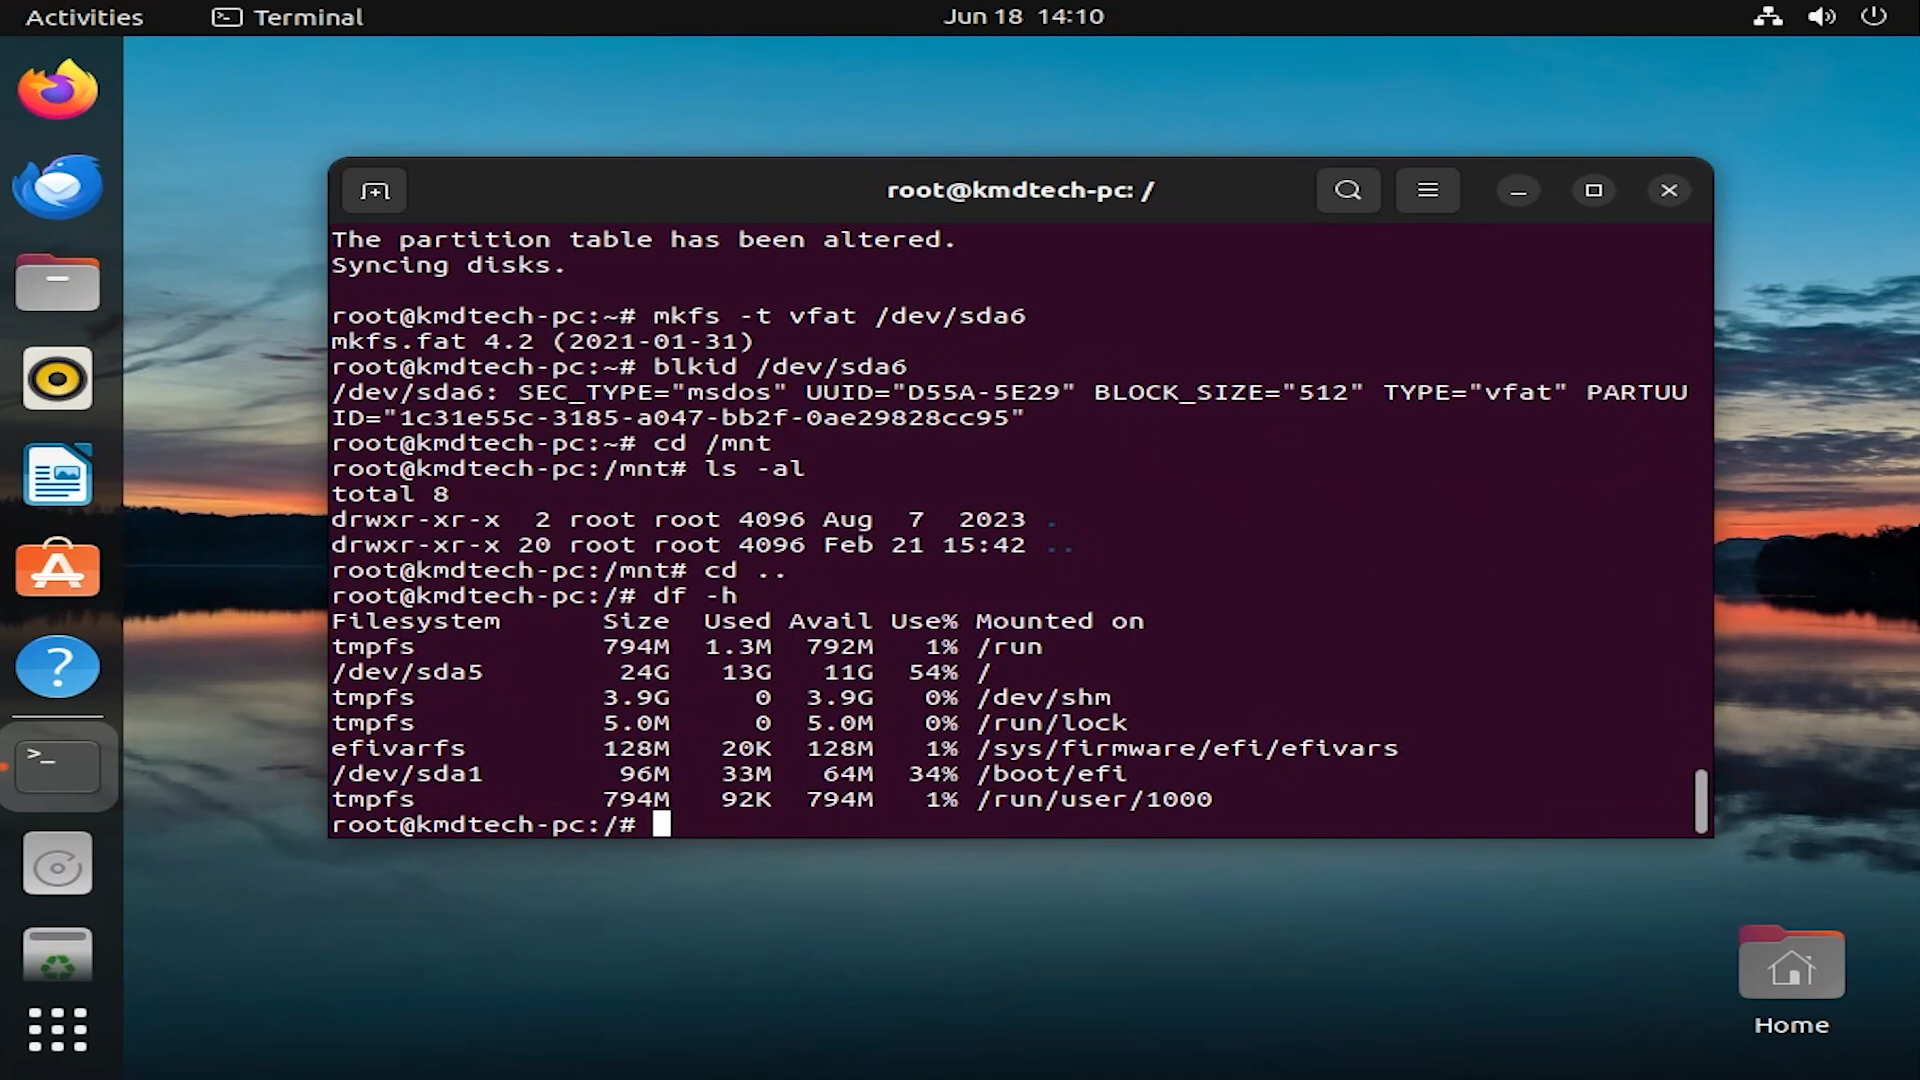 Activities Terminal Jun 18 14:10
root@kmdtech-pc: /
The partition table has been altered.
Syncing disks.
root@kmdtech-pc:~# mkfs -t vfat /dev/sda6
mkfs.fat 4.2 (2021-01-31)
root@kmdtech-pc:~# blkid /dev/sda6
/dev/sda6: SEC_TYPE="msdos" UUID="D55A-5E29" BLOCK_SIZE="512" TYPE="vfat" PARTUU
ID="1c31e55c-3185-a047-bb2f-0ae29828cc95"
root@kmdtech-pc:~# cd /mnt
root@kmdtech-pc:/mnt# ls -al
total 8
drwxr-xr-x  2 root root 4096 Aug  7  2023 .
drwxr-xr-x 20 root root 4096 Feb 21 15:42 ..
root@kmdtech-pc:/mnt# cd ..
root@kmdtech-pc:/# df -h
Filesystem      Size  Used Avail Use% Mounted on
tmpfs           794M  1.3M  792M   1% /run
/dev/sda5        24G   13G   11G  54% /
tmpfs           3.9G     0  3.9G   0% /dev/shm
tmpfs           5.0M     0  5.0M   0% /run/lock
efivarfs        128M   20K  128M   1% /sys/firmware/efi/efivars
/dev/sda1        96M   33M   64M  34% /boot/efi
tmpfs           794M   92K  794M   1% /run/user/1000
root@kmdtech-pc:/#
Home